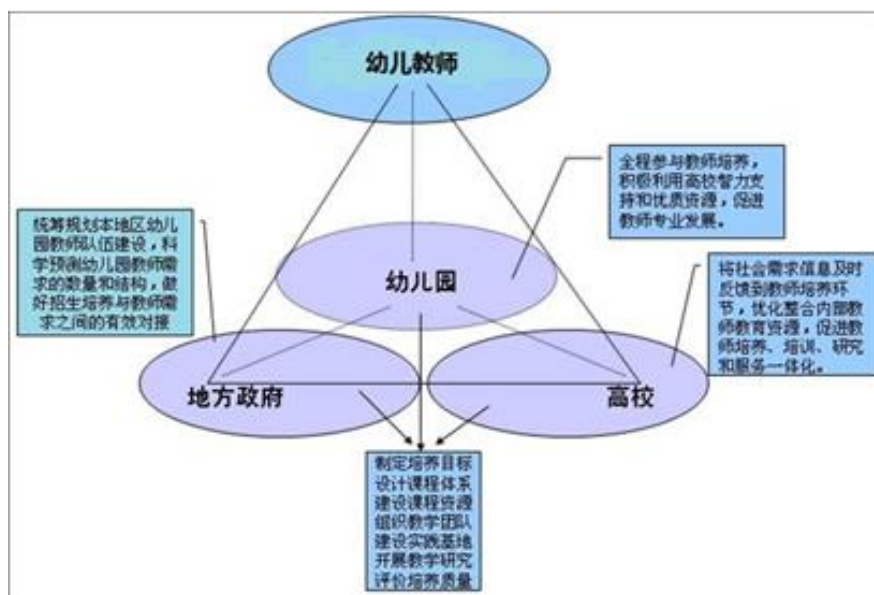 幼儿教师
全程参与教师培养，
积极利用高校智力支
持和优质资源，促进
教师专业发展。
统筹规划本地区幼儿
园教师队伍建设，科
学预测幼儿园教师需
求的数量和结构，做
好招生培养与教师需
求之间的有效对接
幼儿园
将社会需求信息及时
反馈到教师培养环
节，优化整合内部教
师教育资源，促进教
师培养、培训、研究
和服务一体化。
地方政府
高校
制定培养目标
设计课程体系
建设课程资源
组织教学团队
建设实践基地
开展教学研究
评价培养质量